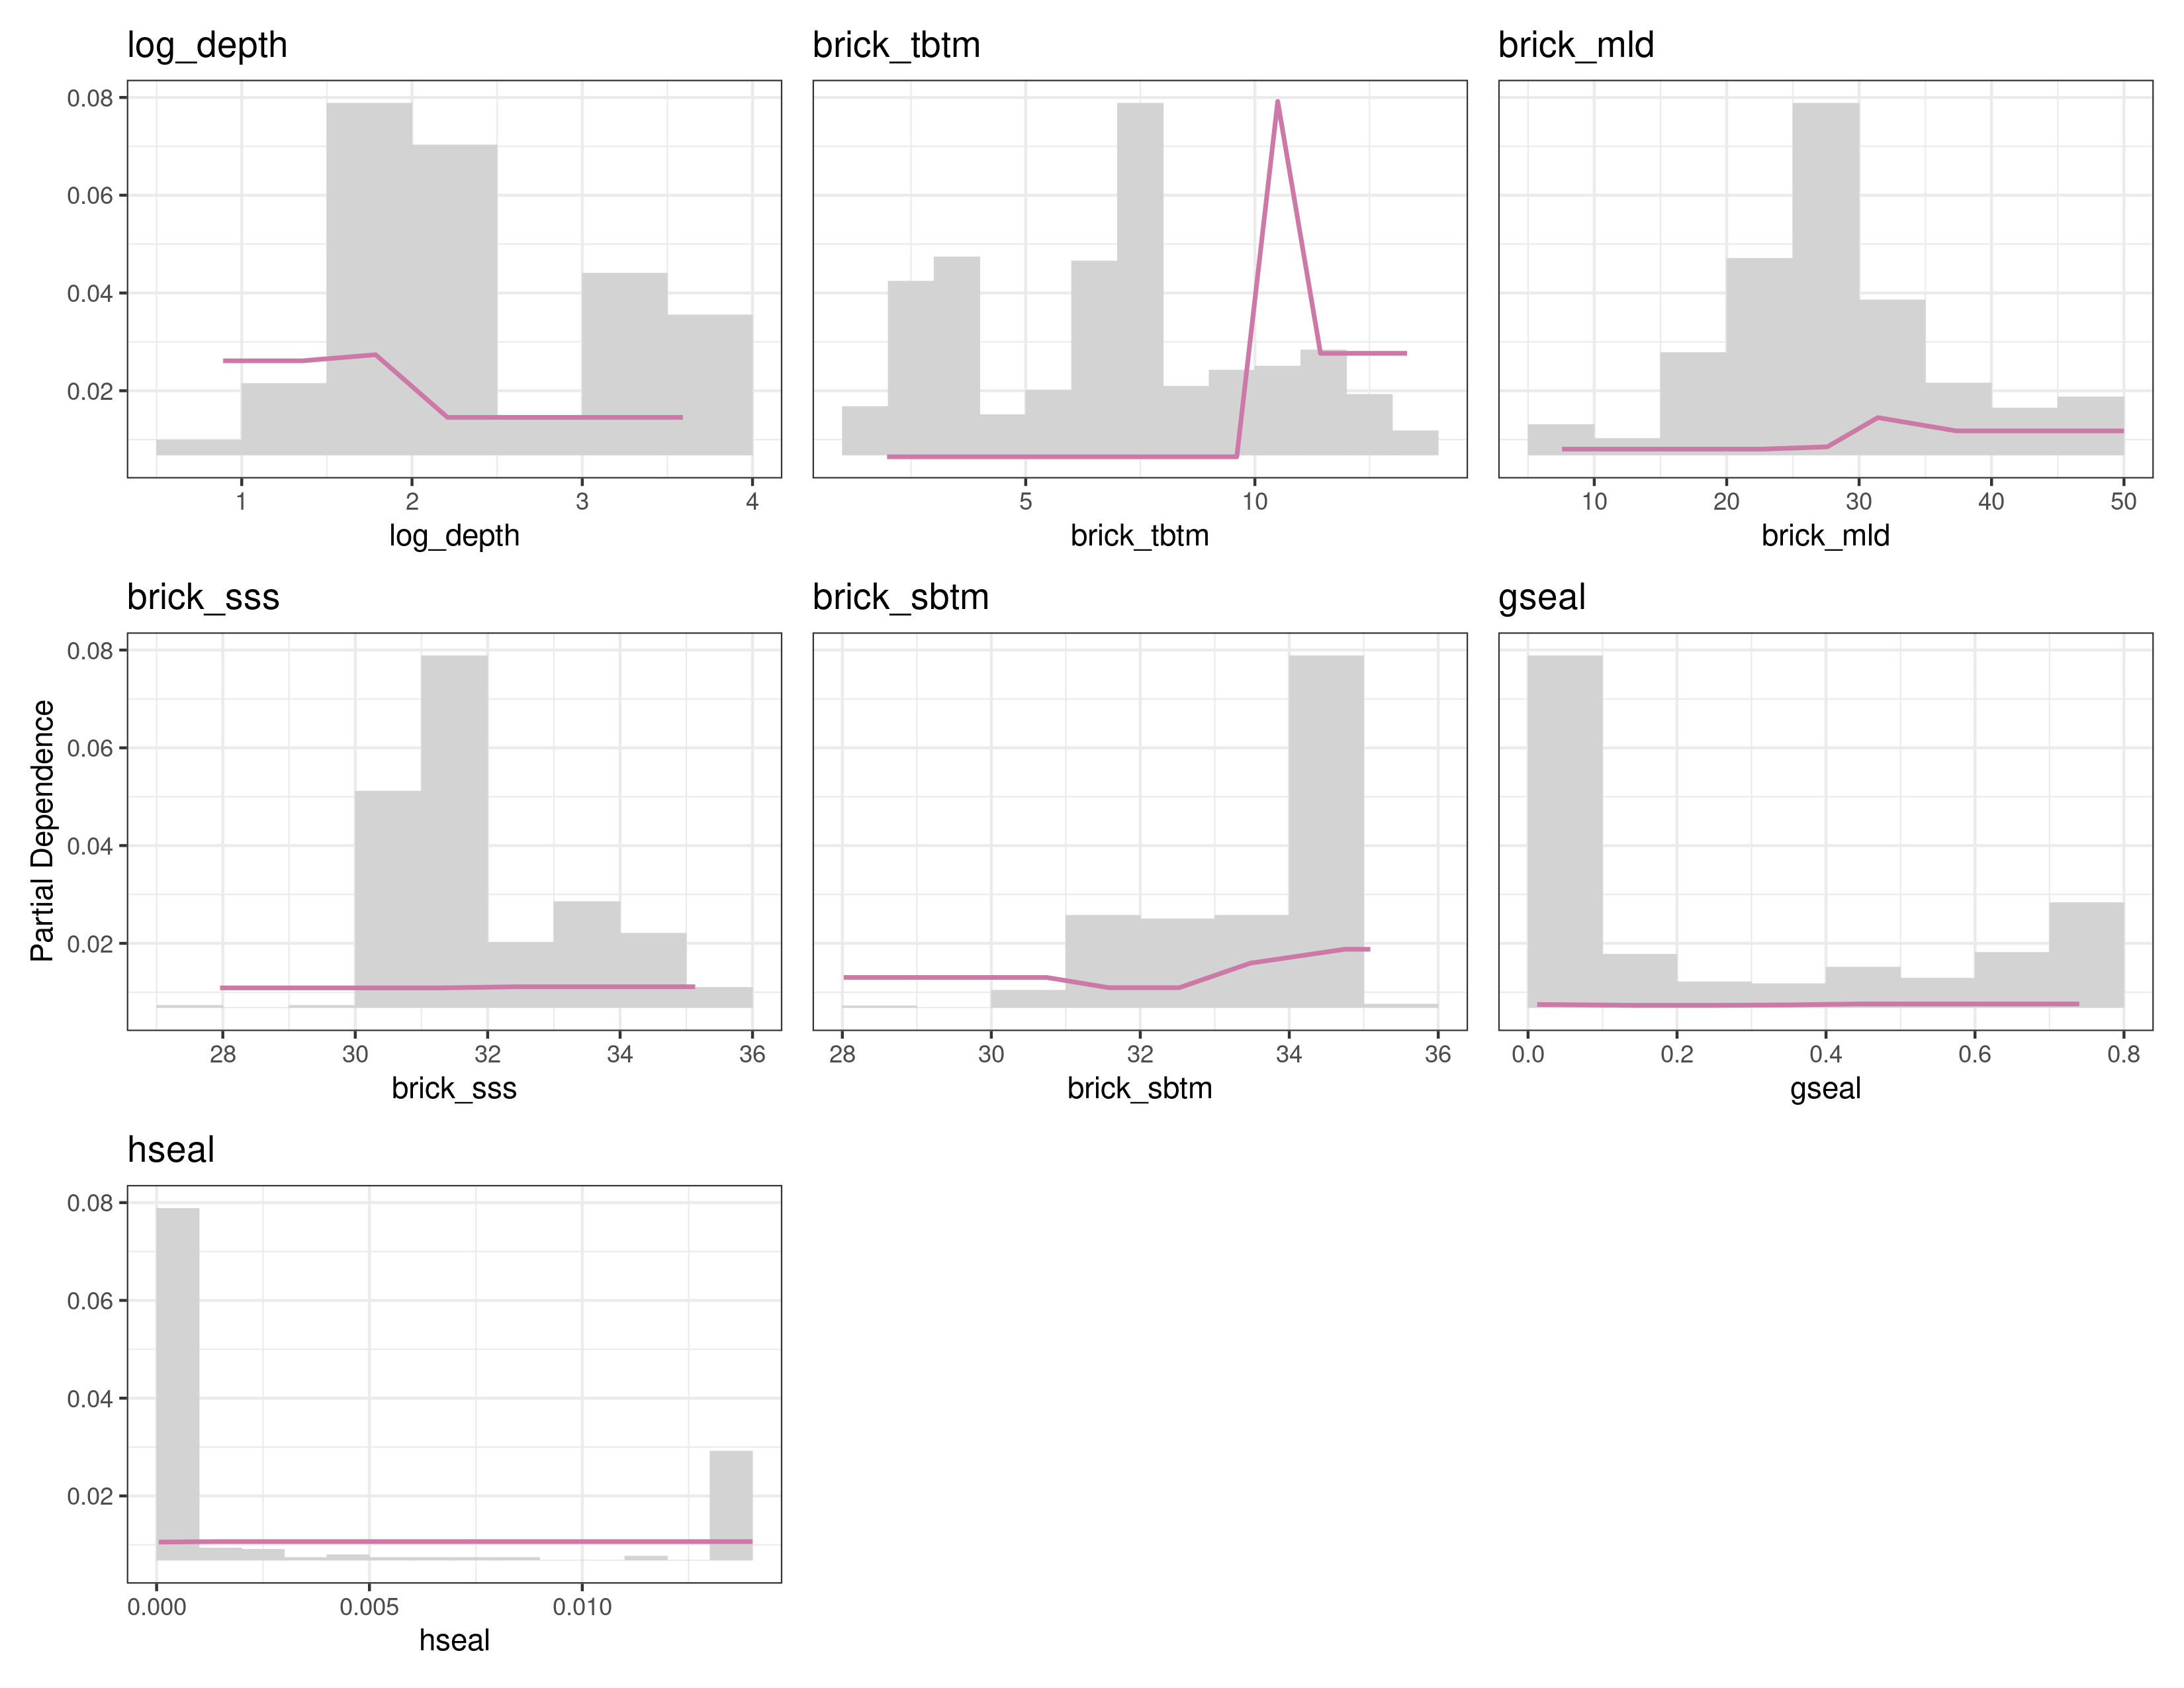 log_depth
brick_tbtm
brick_mld
0.08
0.06
0.04
0.02
1 2 3 4
5 10
10 20 30 40 50
log_depth
brick_tbtm
brick_mld
brick_sss
brick_sbtm
gseal
Partial Dependence
0.08
0.06
0.04
0.02
28 30 32 34 36
28 30 32 34 36
0.0 0.2 0.4 0.6 0.8
brick_sss
brick_sbtm
gseal
hseal
0.08
0.06
0.04
0.02
0.000 0.005 0.010
hseal